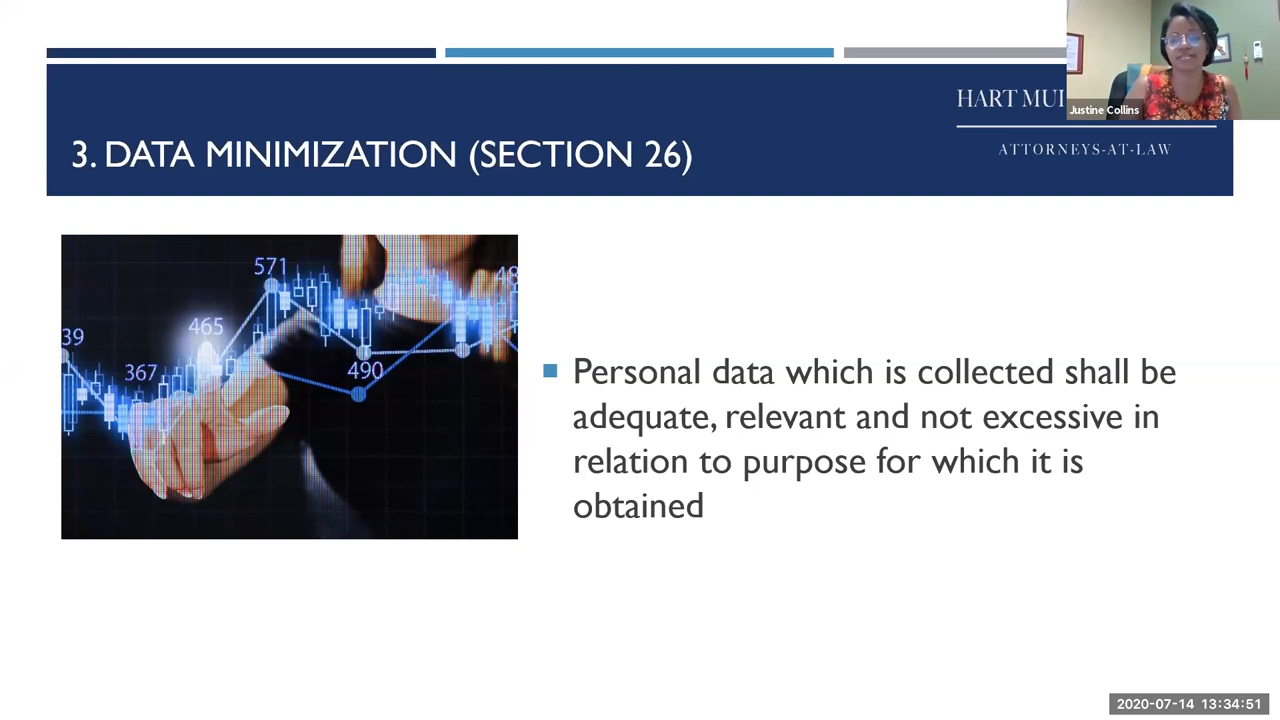 HART MUI
Justine Collins
3. DATA MINIMIZATION (SECTION 26)
ATTORNEYS-AT-LAW
571
48
39
465
367
490
Personal data which is collected shall be
adequate, relevant and not excessive in
relation to purpose for which it is
obtained
2020-07-14 13:34:51